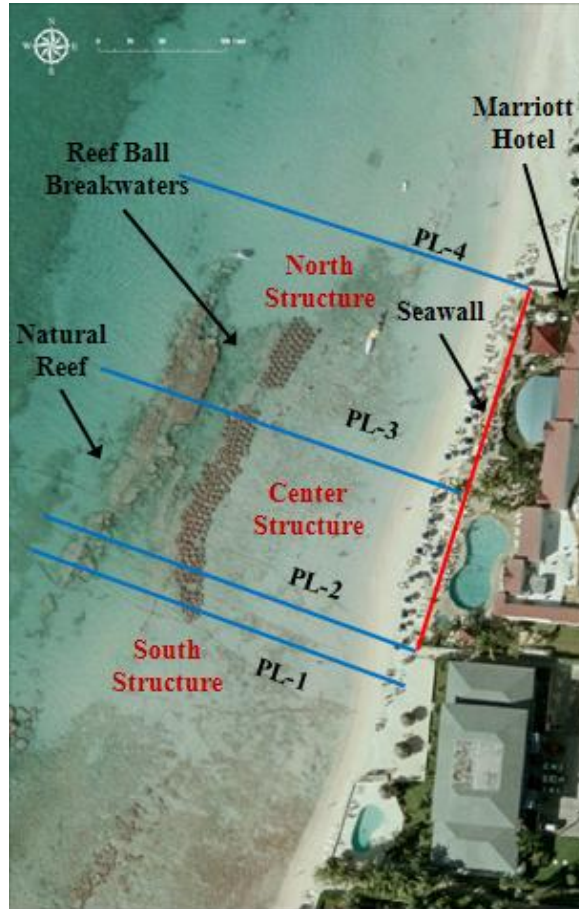 N
W
E
S
0
Marriott
Hotel
Reef Ball
Breakwaters
PL-4
North
Structure
Seawall
Natural
Reef
PL-3
Center
Structure
PL-2
South
Structure
PL-1